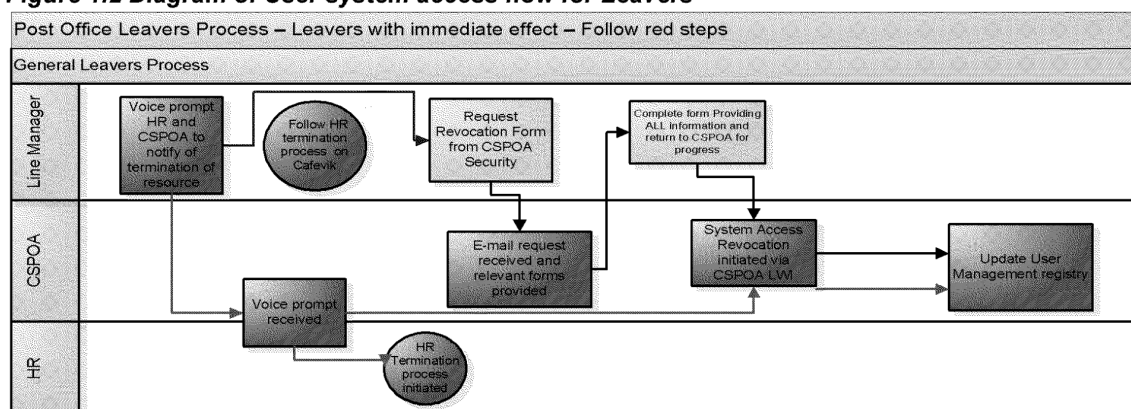 Figure 1.2 Diagram of User system access flow for Leavers
Post Office Leavers Process – Leavers with immediate effect – Follow red steps
General Leavers Process
Line Manager
Voice prompt
HR and
CSPOA to
notify of
termination of
resource
Follow HR
termination
process on
Cafevik
Request
Revocation Form
from CSPOA
Security
Complete form Providing
ALL information and
return to CSPOA for
progress
CSPOA
E-mail request
received and
relevant forms
provided
System Access
Revocation
initiated via
CSPOA LWI
Update User
Management registry
Voice prompt
received
HR
HR
Termination
process
initiated